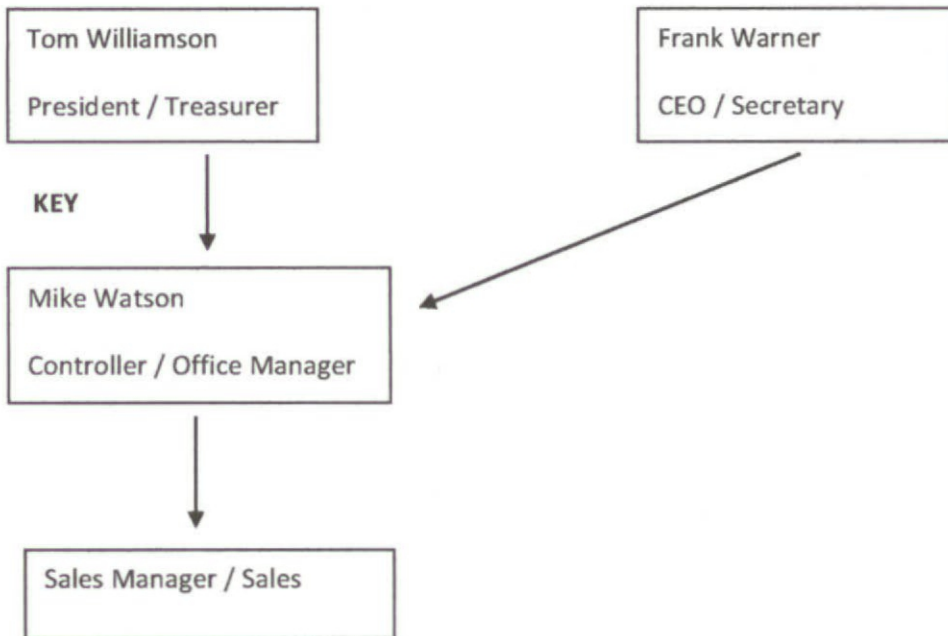 Tom Williamson
President / Treasurer
Frank Warner
CEO / Secretary
KEY
Mike Watson
Controller / Office Manager
Sales Manager / Sales